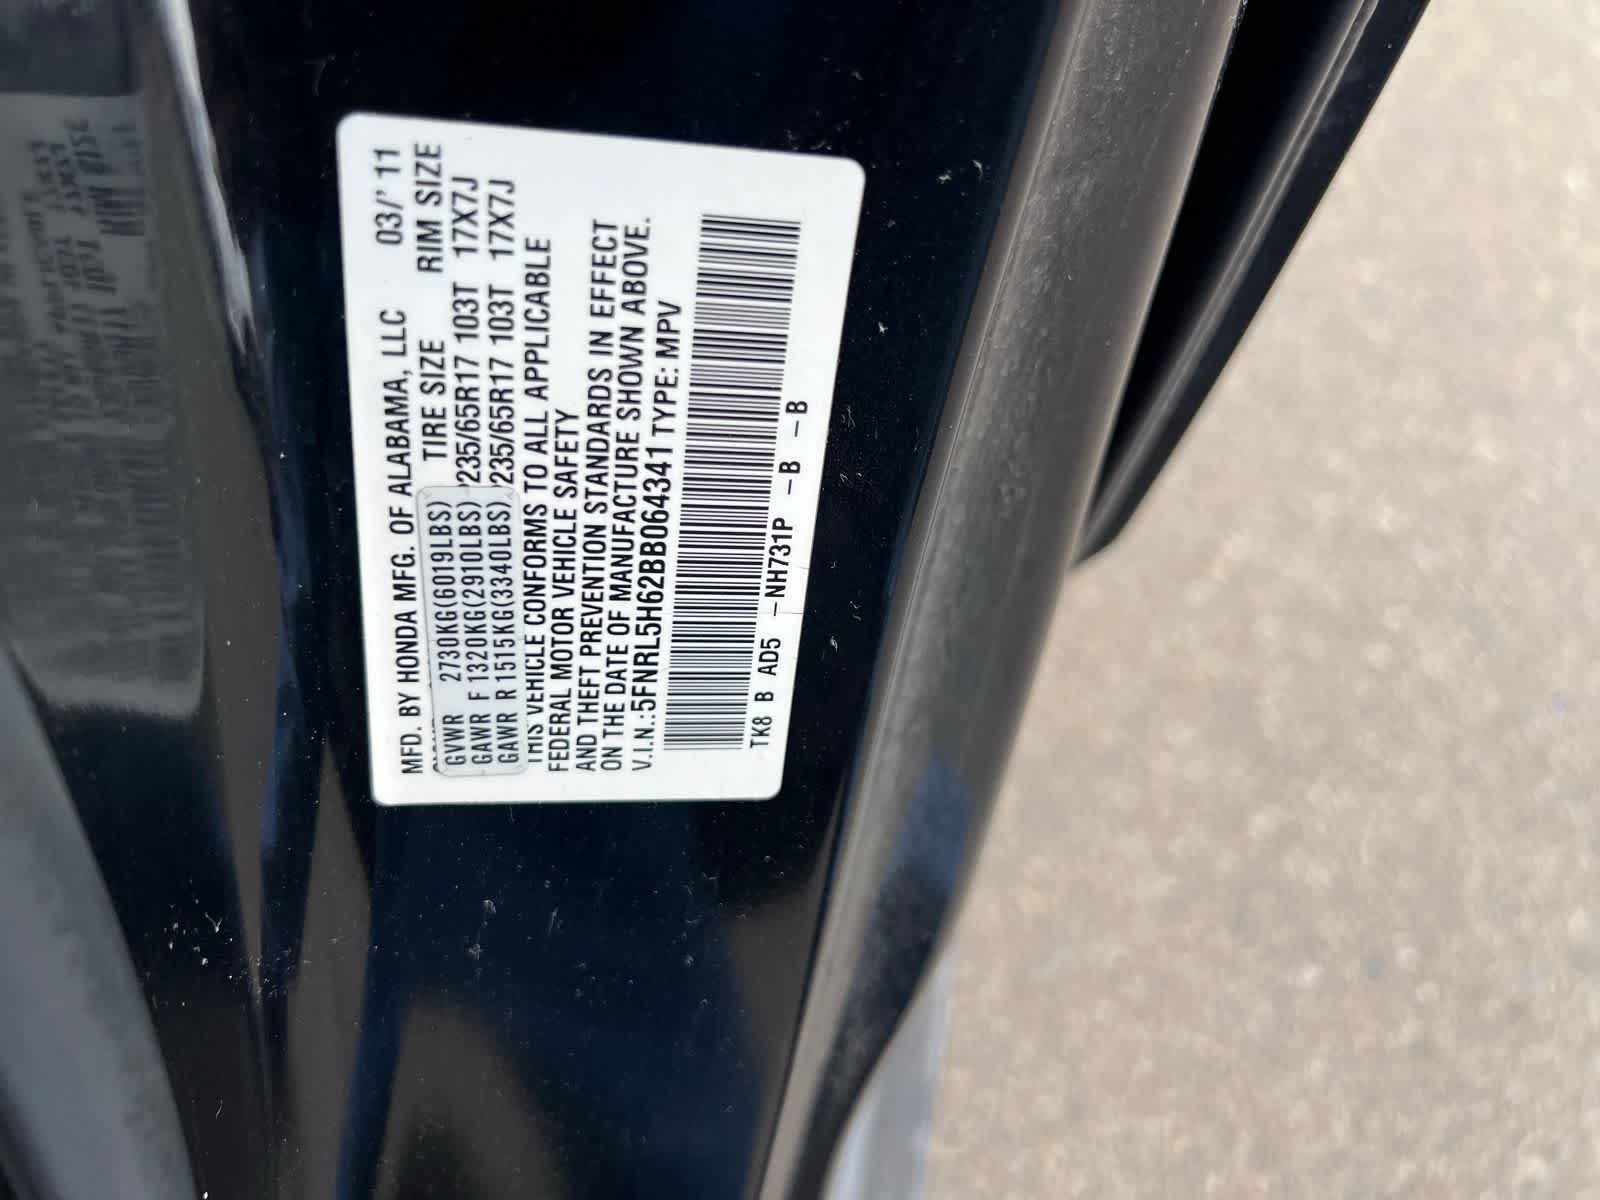 MFD. BY HONDA MFG. OF ALABAMA, LLC 03/' 11
TIRE SIZE RIM SIZE
GVWR 2730KG(6019LBS)
GAWR F 1320KG(2910LBS) 235/65R17 103T 17X7J
GAWR R 1515KG(3340LBS) 235/65R17 103T 17X7J
THIS VEHICLE CONFORMS TO ALL APPLICABLE
FEDERAL MOTOR VEHICLE SAFETY
AND THEFT PREVENTION STANDARDS IN EFFECT
ON THE DATE OF MANUFACTURE SHOWN ABOVE.
V.I.N.:5FNRL5H62BB064341 TYPE: MPV
TK8 B AD5 -NH731P -B -B